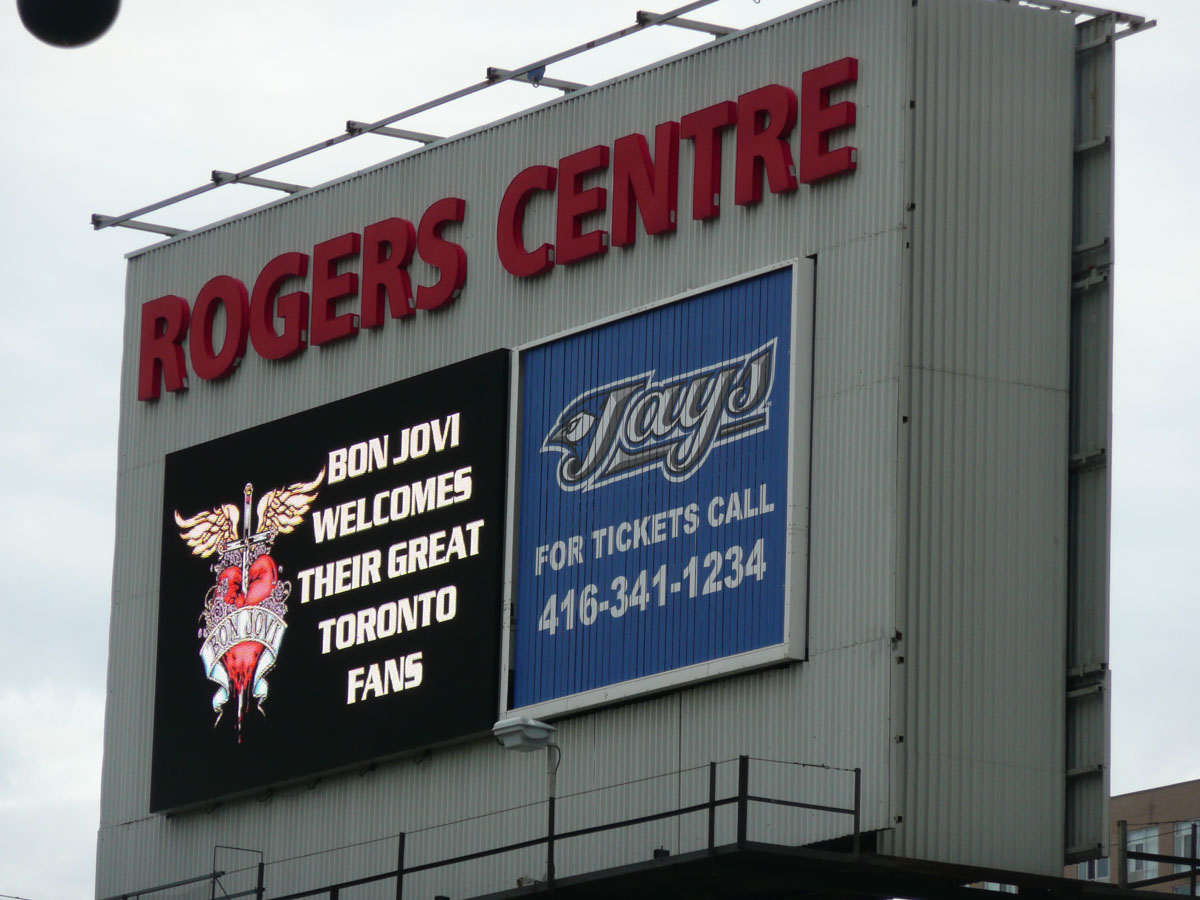 ROGERS CENTRE
BON JOVI
WELCOMES
THEIR GREAT
TORONTO
FANS
BON JOVI
Jays
FOR TICKETS CALL
416-341-1234